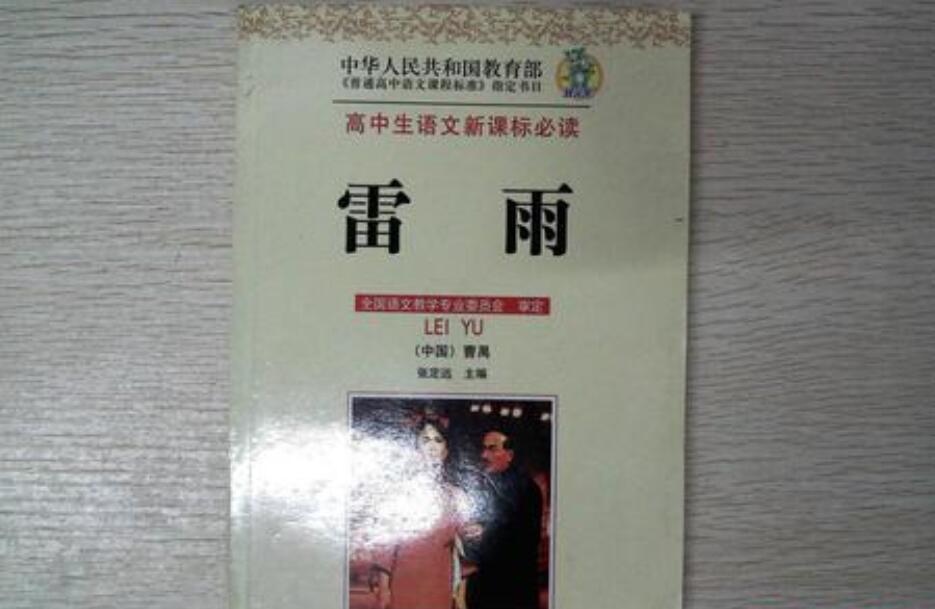 中华人民共和国教育部
《普通高中语文课程标准》指定书目
高中生语文新课标必读
雷 雨
全国语文教学专业委员会 审定
LEI YU
(中国) 曹禺
张定远 主编